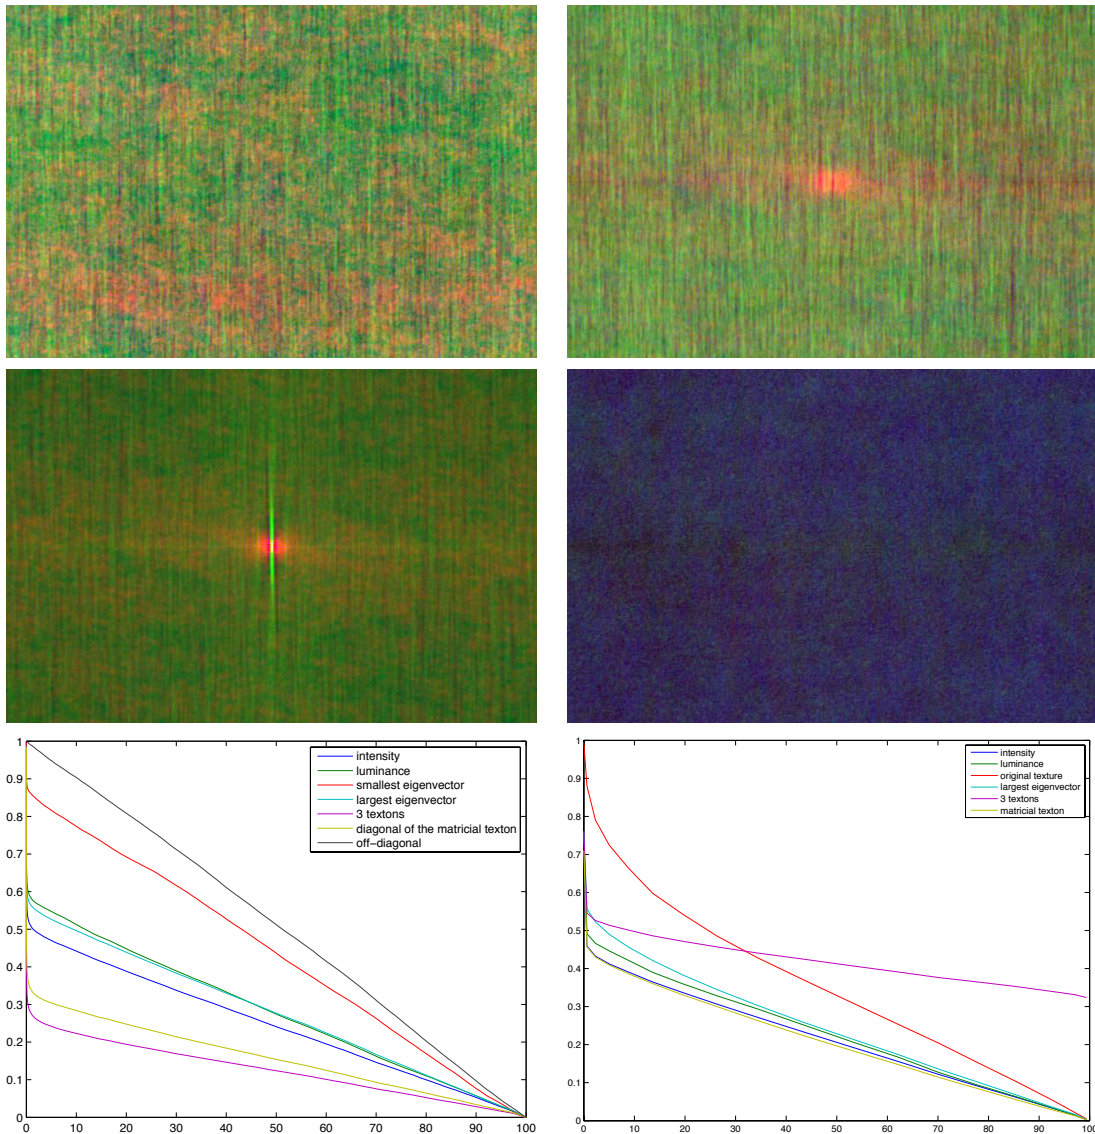 1
0.9
0.8
0.7
0.6
0.5
0.4
0.3
0.2
0.1
0
0 10 20 30 40 50 60 70 80 90 100
intensity
luminance
smallest eigenvector
largest eigenvector
3 textons
diagonal of the matricial texton
off-diagonal
1
0.9
0.8
0.7
0.6
0.5
0.4
0.3
0.2
0.1
0
0 10 20 30 40 50 60 70 80 90 100
intensity
luminance
original texture
largest eigenvector
3 textons
matricial texton